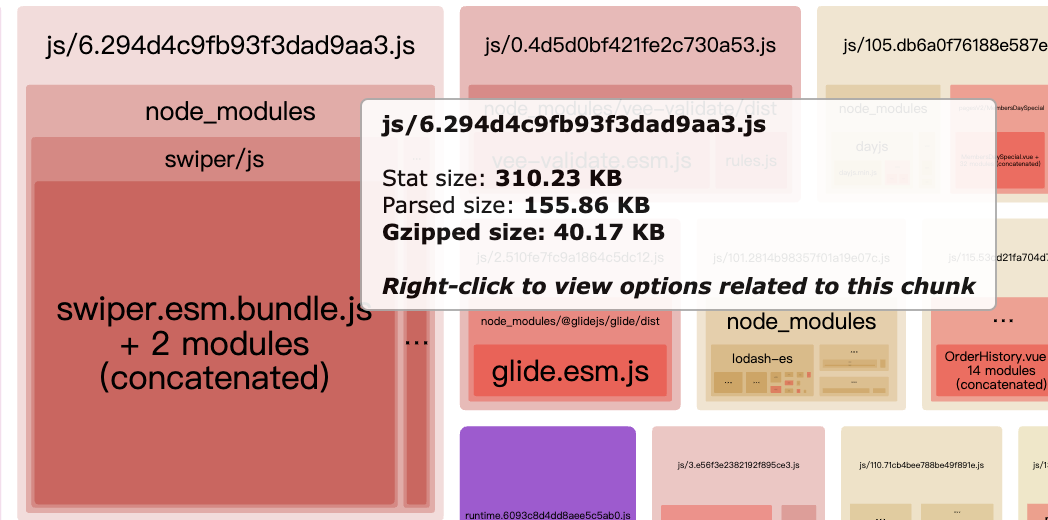 js/6.294d4c9fb93f3dad9aa3.js
node_modules
swiper/js
swiper.esm.bundle.js
+ 2 modules
(concatenated)
...
js/0.4d5d0bf421fe2c730a53.js
node_modules/vee-validate/dist
vee-validate.esm.js
rules.js
js/105.db6a0f76188e587e
node_modules
dayjs
js/6.294d4c9fb93f3dad9aa3.js
Stat size: 310.23 KB
Parsed size: 155.86 KB
Gzipped size: 40.17 KB
Right-click to view options related to this chunk
js/2.510fe7fc9a1864c5dc12.js
node_modules/@glidejs/glide/dist
glide.esm.js
js/101.2814b98357f01a19e07c.js
node_modules
lodash-es
...
...
...
...
...
OrderHistory.vue
14 modules
(concatenated)
runtime.6093c8d4dd8aee5c5ab0.js
js/3.e56f3e2382192f895ce3.js
js/110.71cb4bee788be49f891e.js
...
...